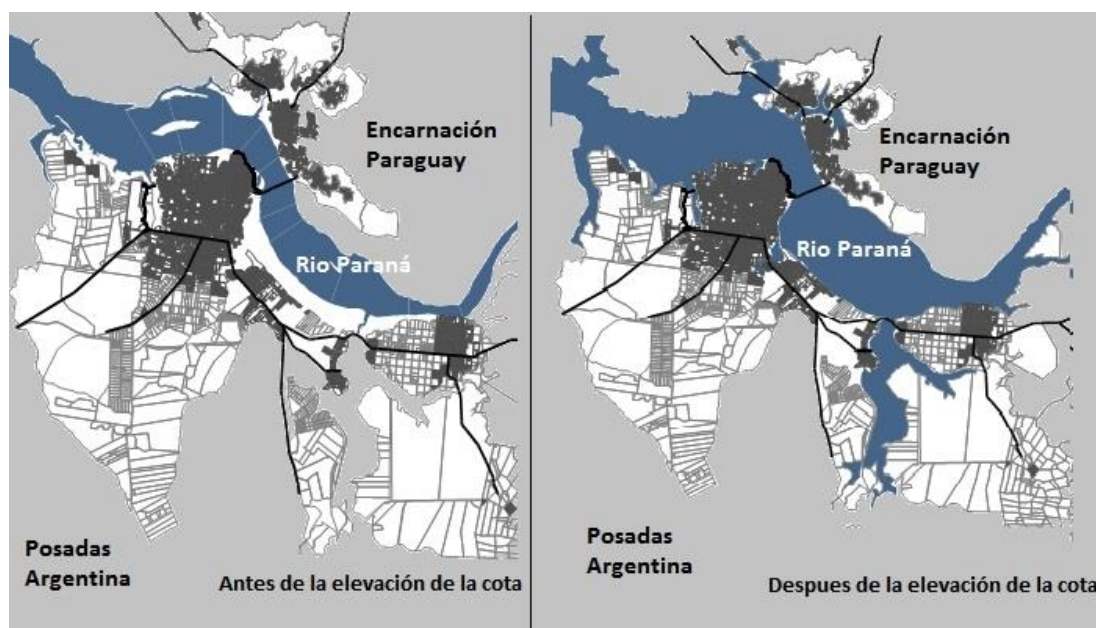 Encarnación
Paraguay
Rio Paraná
Posadas
Argentina
Antes de la elevación de la cota
Encarnación
Paraguay
Rio Paraná
Posadas
Argentina
Despues de la elevación de la cota